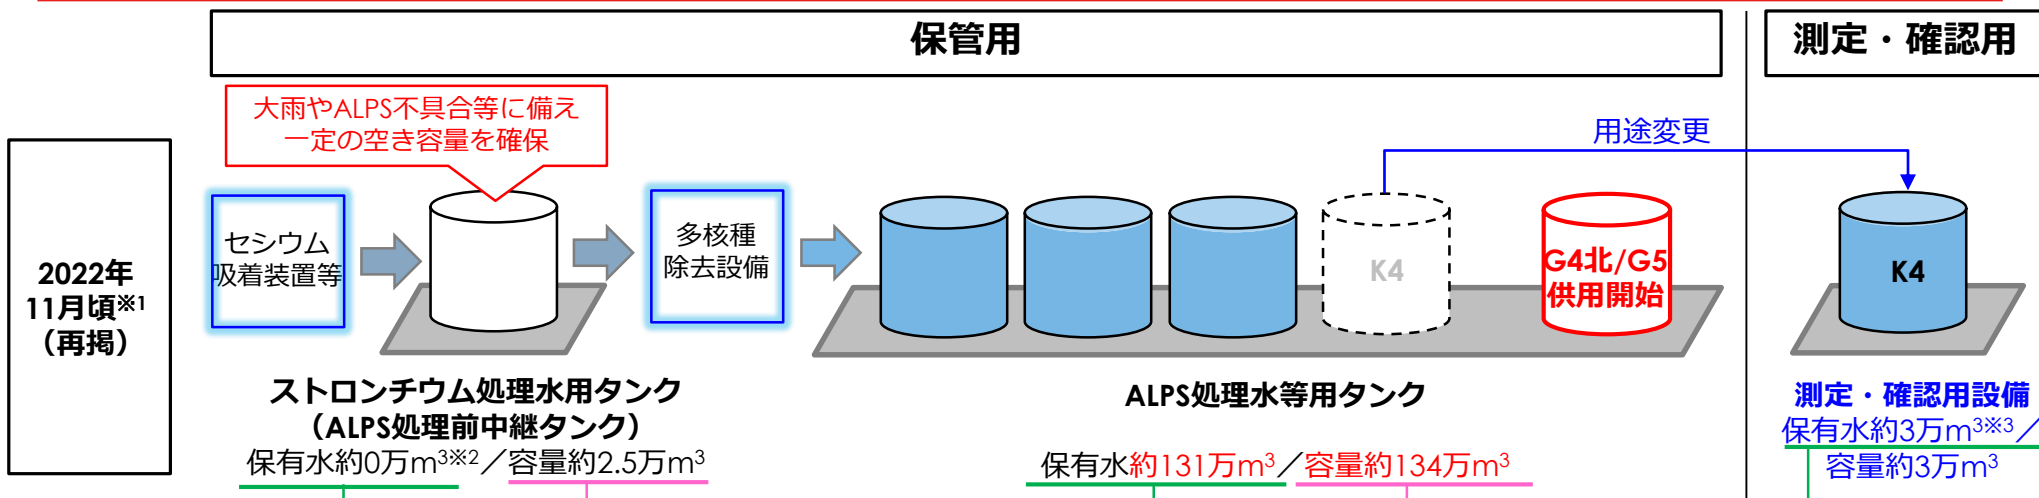 保管用
測定・確認用
大雨やALPS不具合等に備え
一定の空き容量を確保
用途変更
2022年
11月頃※1
（再掲）
セシウム
吸着装置等
多核種
除去設備
K4
G4北/G5
供用開始
K4
ストロンチウム処理水用タンク
（ALPS処理前中継タンク）
保有水約0万m3※2／容量約2.5万m3
ALPS処理水等用タンク
保有水約131万m3／容量約134万m3
測定・確認用設備
保有水約3万m3※3／
容量約3万m3